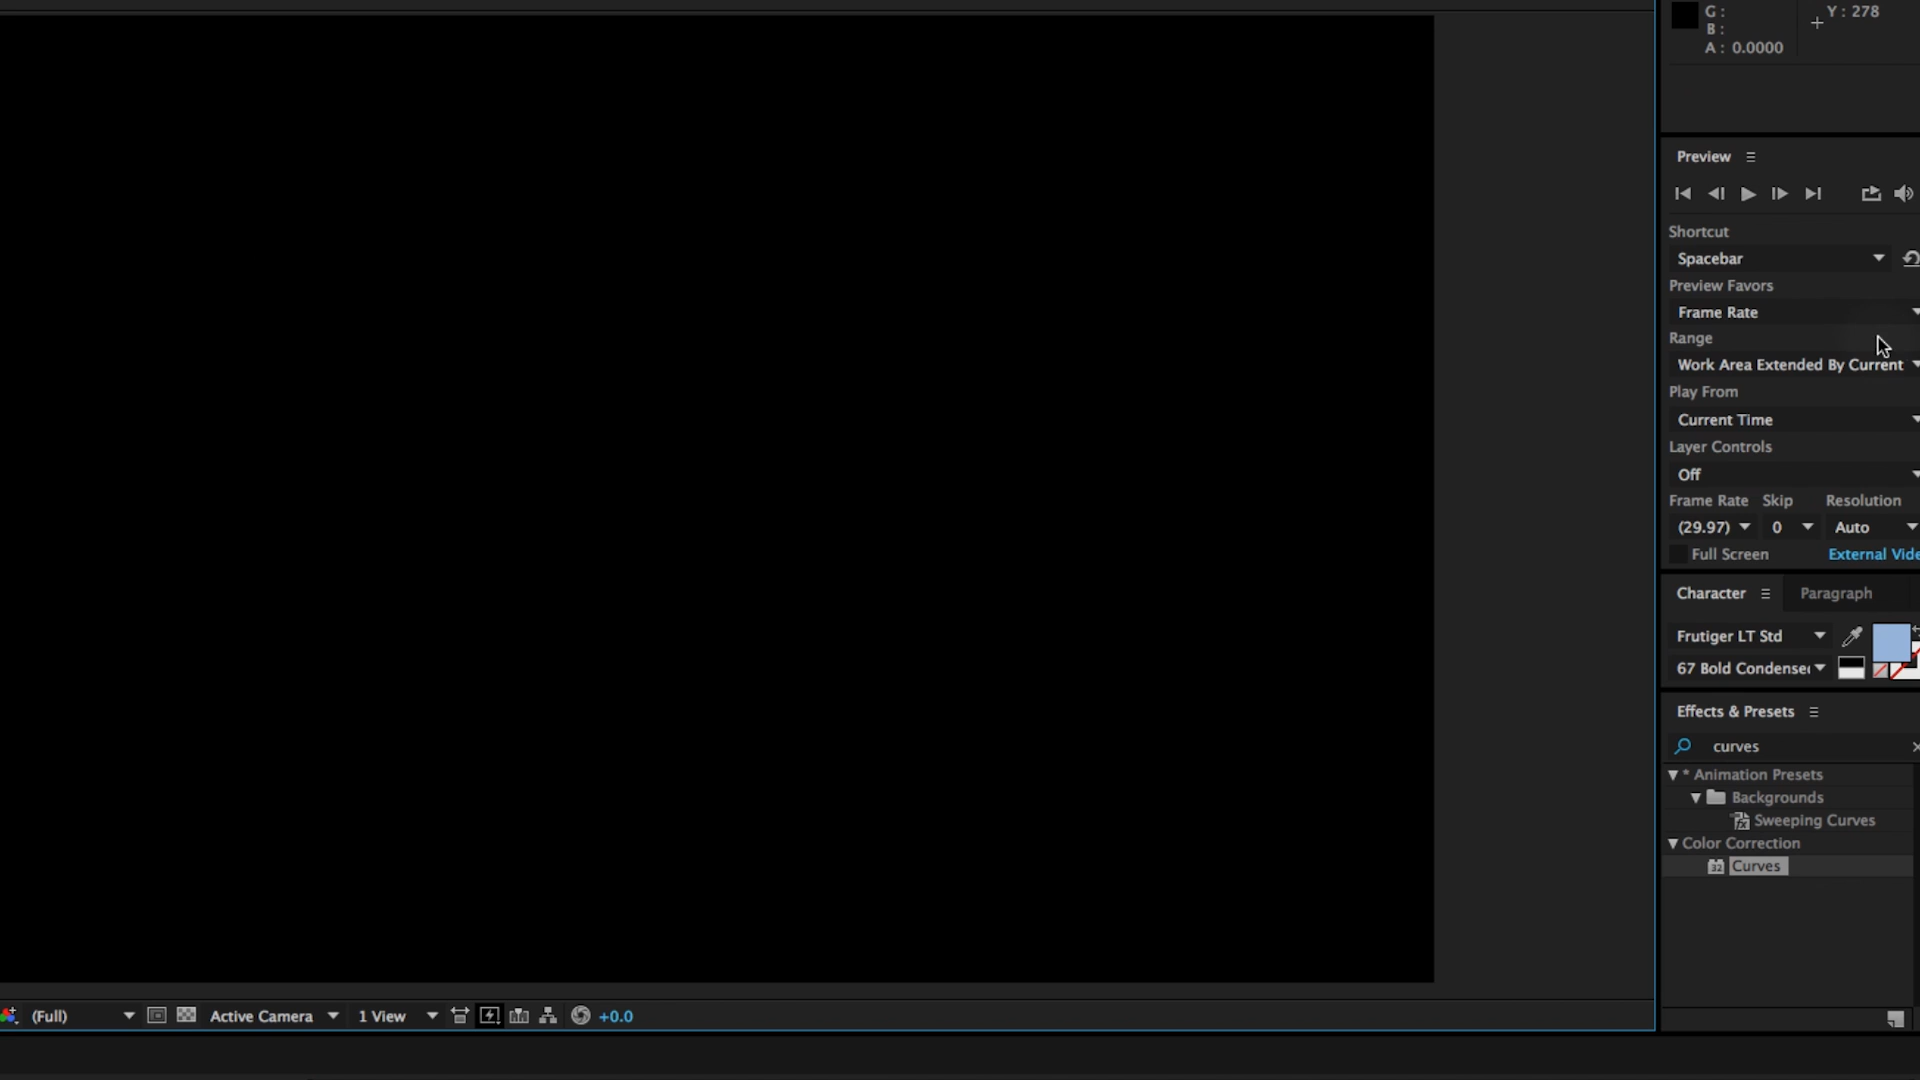 G :
Y : 278
B :
A : 0.0000
Preview
Shortcut
Spacebar
Preview Favors
Frame Rate
Range
Work Area Extended By Current
Play From
Current Time
Layer Controls
Off
Frame Rate Skip Resolution
(29.97) 0 Auto
Full Screen External Vide
Character Paragraph
Frutiger LT Std
67 Bold Condense
Effects & Presets
curves
* Animation Presets
Backgrounds
Sweeping Curves
Color Correction
32 Curves
(Full) Active Camera 1 View +0.0